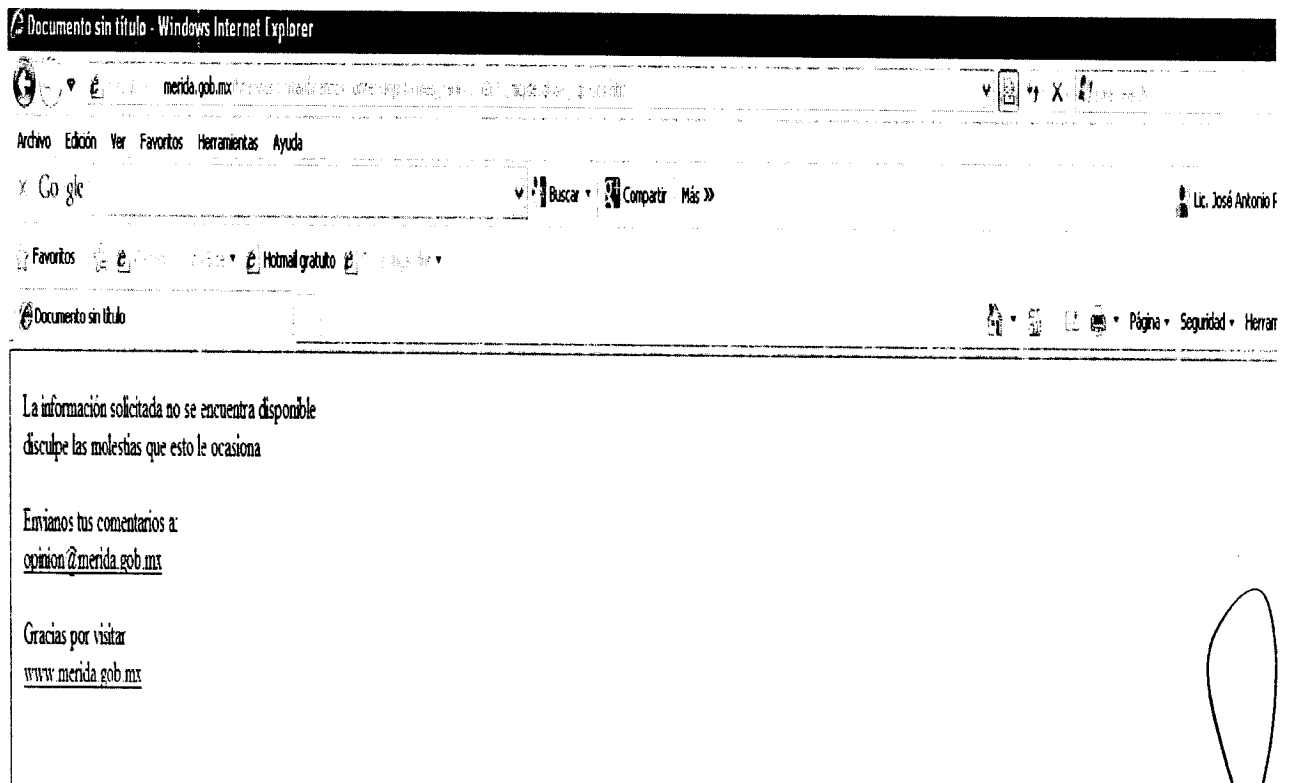 Documento sin título - Windows Internet Explorer
merida.gob.mx
Archivo Edición Ver Favoritos Herramientas Ayuda
x Go gle Buscar Compartir Más » Lic. José Antonio
Favoritos Hotmail gratuito
Documento sin título Página Seguridad
La información solicitada no se encuentra disponible
disculpe las molestias que esto le ocasiona
Envianos tus comentarios a:
opinion@merida.gob.mx
Gracias por visitar
www.merida.gob.mx